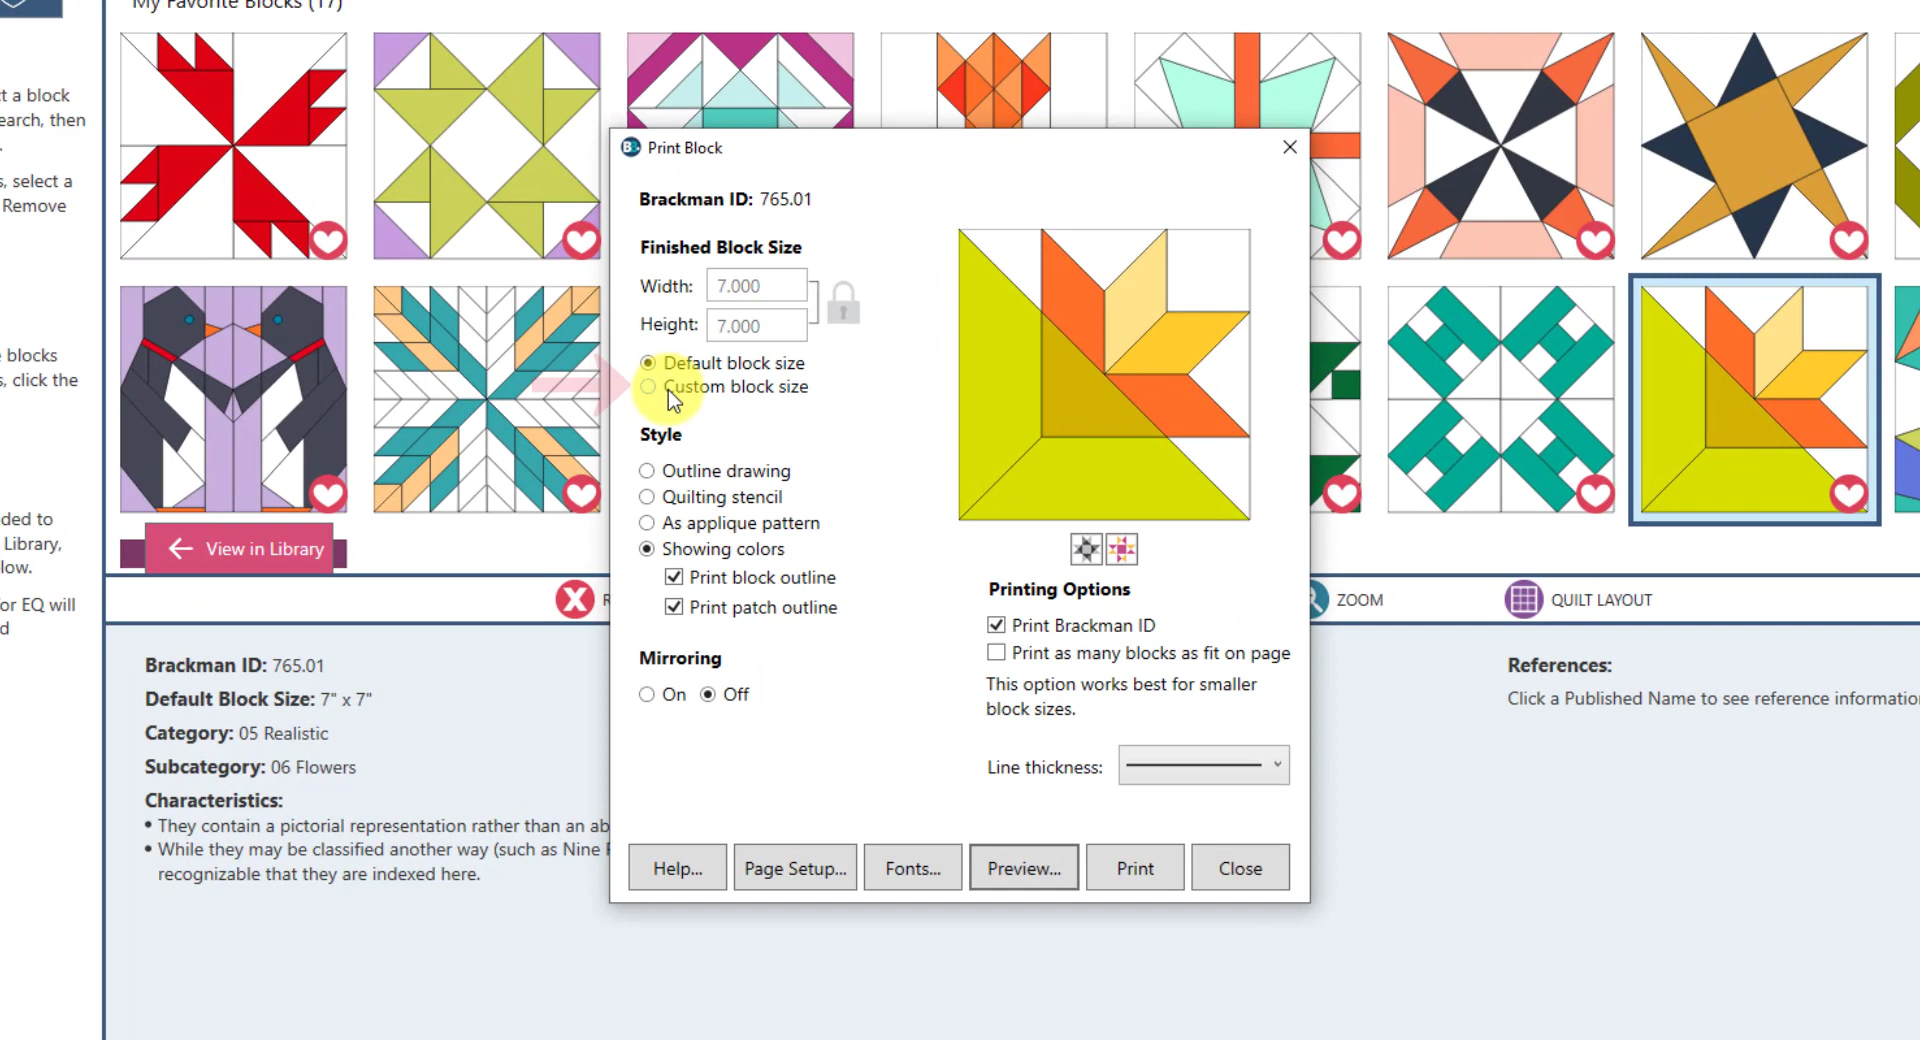 My Favorite Blocks (17)
ct a block
earch, then
s, select a
Remove
e blocks
s, click the
ded to
Library,
low.
or EQ will
d
View in Library
Print Block
Brackman ID: 765.01
Finished Block Size
Width: 7.000
Height: 7.000
Default block size
Custom block size
Style
Outline drawing
Quilting stencil
As applique pattern
Showing colors
Print block outline
Print patch outline
Mirroring
On Off
Printing Options
Print Brackman ID
Print as many blocks as fit on page
This option works best for smaller
block sizes.
Line thickness:
Help... Page Setup... Fonts... Preview... Print Close
ZOOM
QUILT LAYOUT
Brackman ID: 765.01
Default Block Size: 7" x 7"
Category: 05 Realistic
Subcategory: 06 Flowers
Characteristics:
• They contain a pictorial representation rather than an ab
• While they may be classified another way (such as Nine P
recognizable that they are indexed here.
References:
Click a Published Name to see reference informatio